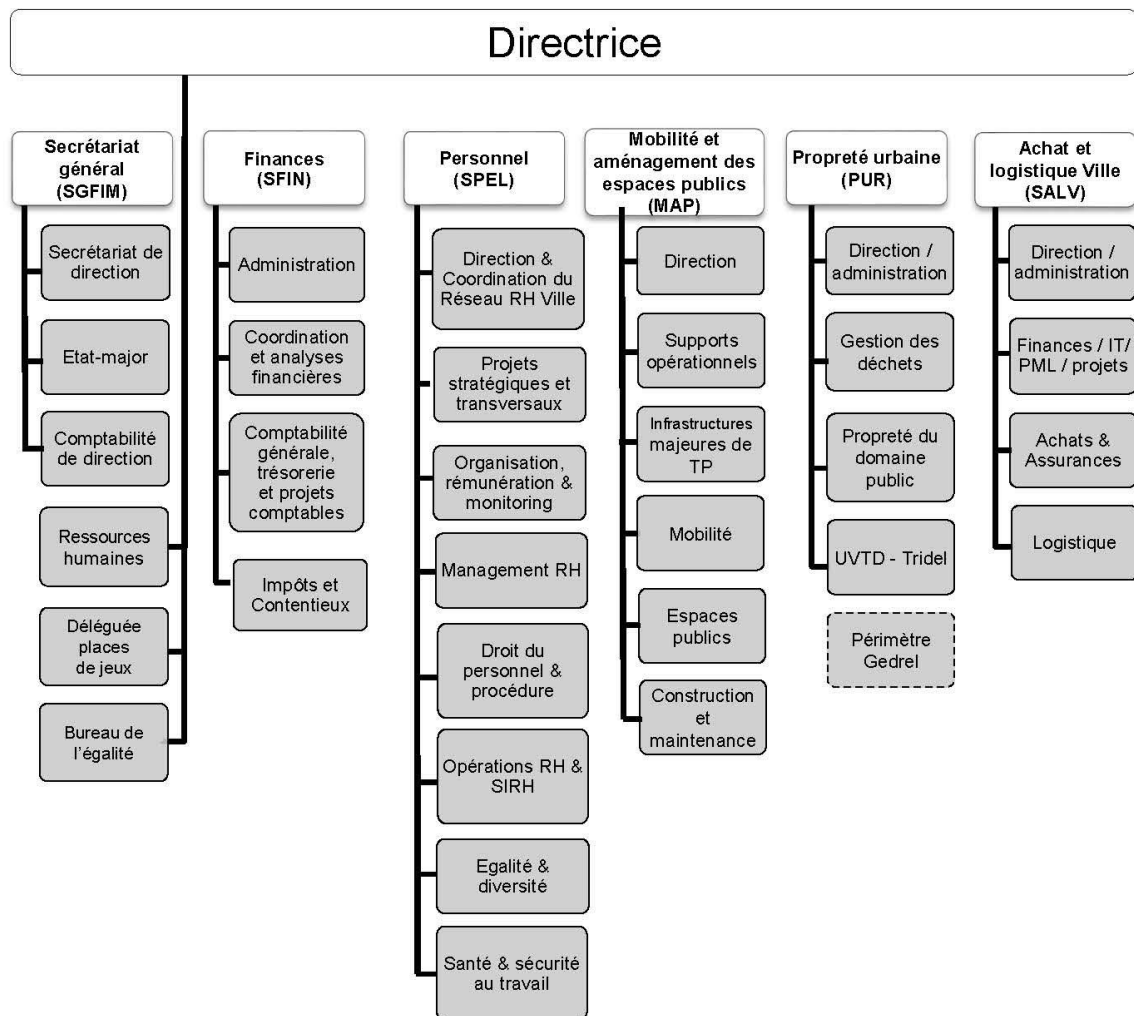 Directrice
Secrétariat
général
(SGFIM)
Secrétariat de
direction
Etat-major
Comptabilité
de direction
Ressources
humaines
Déléguée
places
de jeux
Bureau de
l’égalité
Finances
(SFIN)
Administration
Coordination
et analyses
financières
Comptabilité
générale,
trésorerie
et projets
comptables
Impôts et
Contentieux
Personnel
(SPEL)
Direction &
Coordination du
Réseau RH Ville
Projets
stratégiques et
transversaux
Organisation,
rémunération &
monitoring
Management RH
Droit du
personnel &
procédure
Opérations RH &
SIRH
Egalité &
diversité
Santé & sécurité
au travail
Mobilité et
aménagement des
espaces publics
(MAP)
Direction
Supports
opérationnels
Infrastructures
majeures de
TP
Mobilité
Espaces
publics
Construction
et
maintenance
Propreté urbaine
(PUR)
Direction /
administration
Gestion des
déchets
Propreté du
domaine
public
UVTD - Tridel
Périmètre
Gedrel
Achat et
logistique Ville
(SALV)
Direction /
administration
Finances / IT/
PML / projets
Achats &
Assurances
Logistique